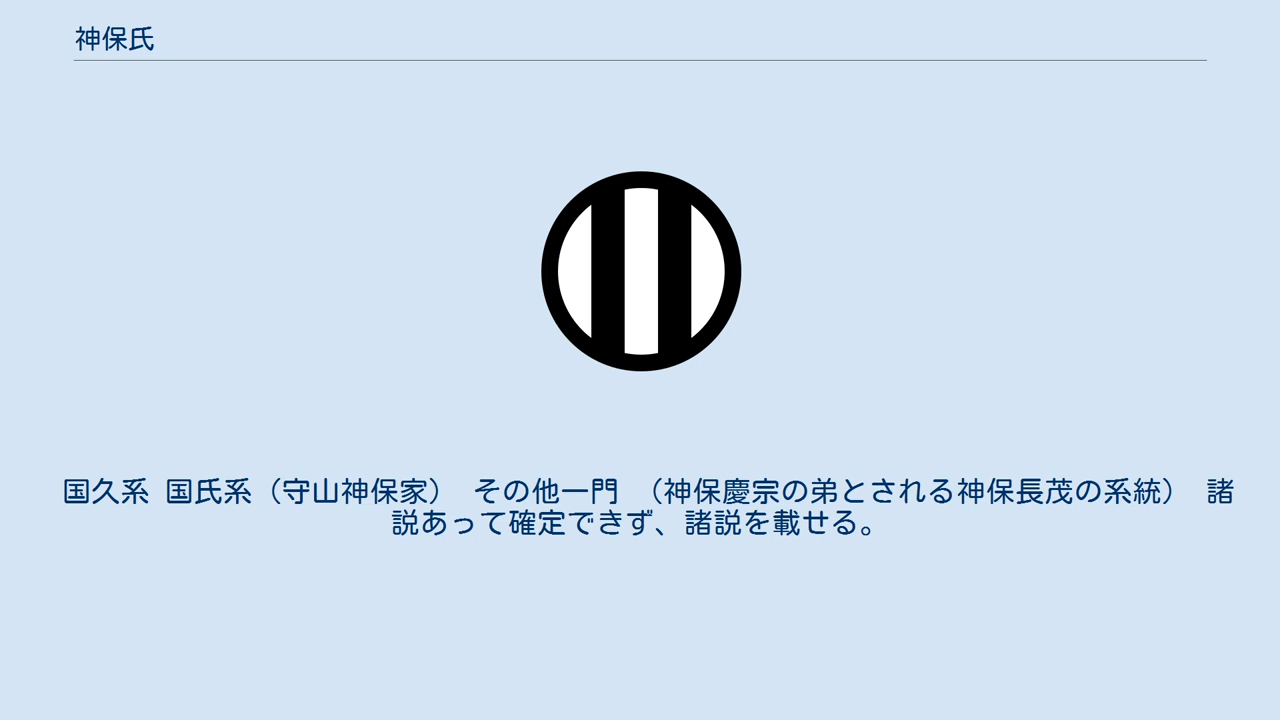 神保氏
国久系 国氏系（守山神保家） その他一門 （神保慶宗の弟とされる神保長茂の系統） 諸
説あって確定できず、諸説を載せる。